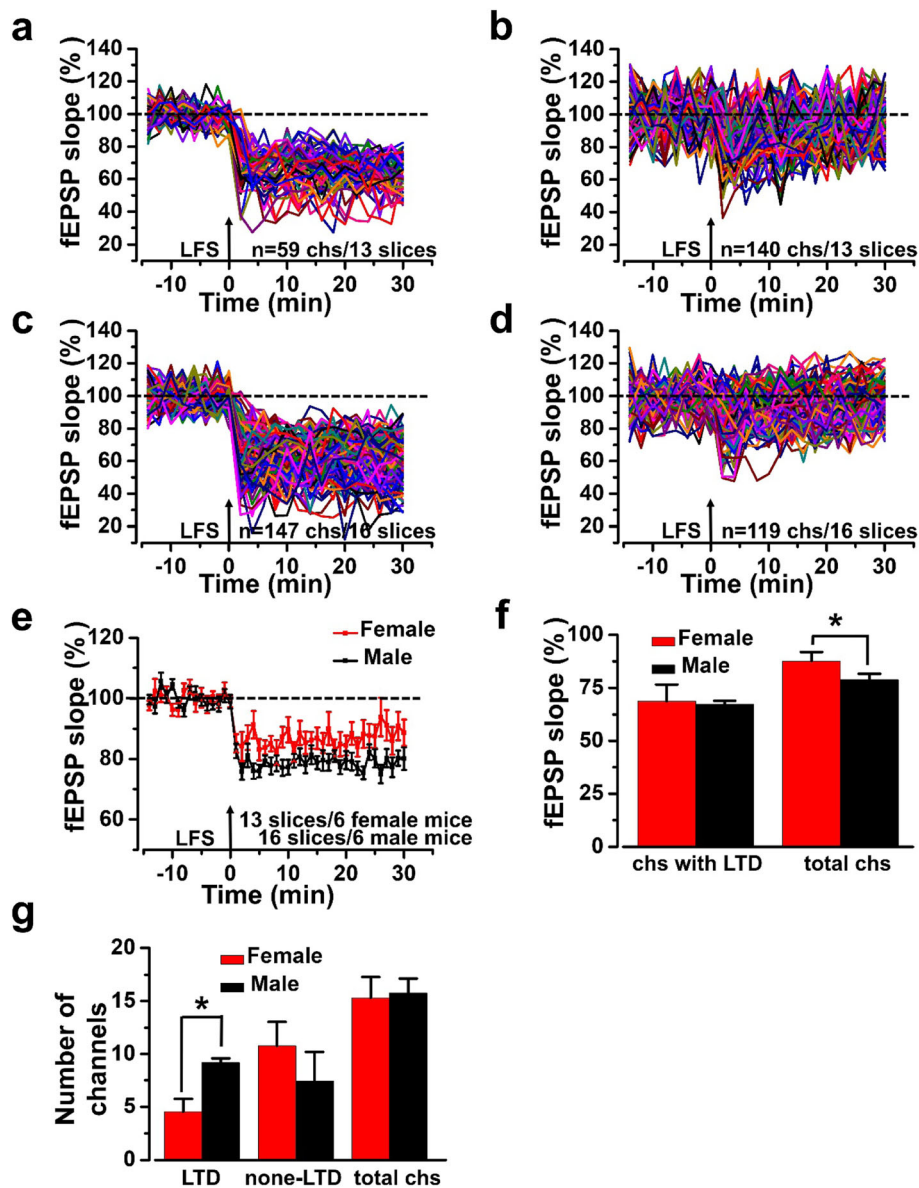 a
fEPSP slope (%)
140
120
100
80
60
40
20
LFS
n=59 chs/13 slices
-10 0 10 20 30
Time (min)
b
fEPSP slope (%)
140
120
100
80
60
40
20
LFS
n=140 chs/13 slices
-10 0 10 20 30
Time (min)
c
fEPSP slope (%)
140
120
100
80
60
40
20
LFS
n=147 chs/16 slices
-10 0 10 20 30
Time (min)
d
fEPSP slope (%)
140
120
100
80
60
40
20
LFS
n=119 chs/16 slices
-10 0 10 20 30
Time (min)
e
fEPSP slope (%)
120
100
80
60
Female
Male
LFS
13 slices/6 female mice
16 slices/6 male mice
-10 0 10 20 30
Time (min)
f
fEPSP slope (%)
100
75
50
25
0
Female
Male
*
chs with LTD total chs
g
Number of
channels
20
15
10
5
0
Female
Male
*
LTD none-LTD total chs